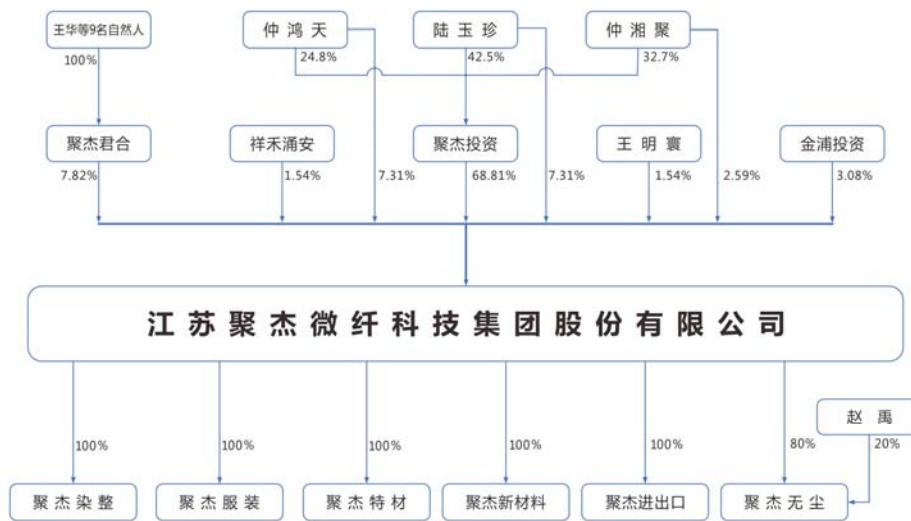 王华等9名自然人
仲鸿天
陆玉珍
仲湘聚
100%
24.8%
42.5%
32.7%
聚杰君合
祥禾涌安
聚杰投资
王明寰
金浦投资
7.82%
1.54%
7.31%
68.81%
7.31%
1.54%
2.59%
3.08%
江苏聚杰微纤科技集团股份有限公司
赵禹
100%
100%
100%
100%
100%
80%
20%
聚杰染整
聚杰服装
聚杰特材
聚杰新材料
聚杰进出口
聚杰无尘